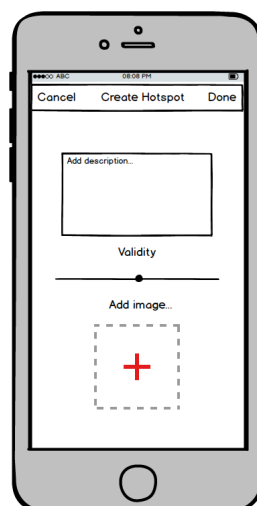 ABC 08:08 PM
Cancel Create Hotspot Done
Add description...
Validity
Add image...